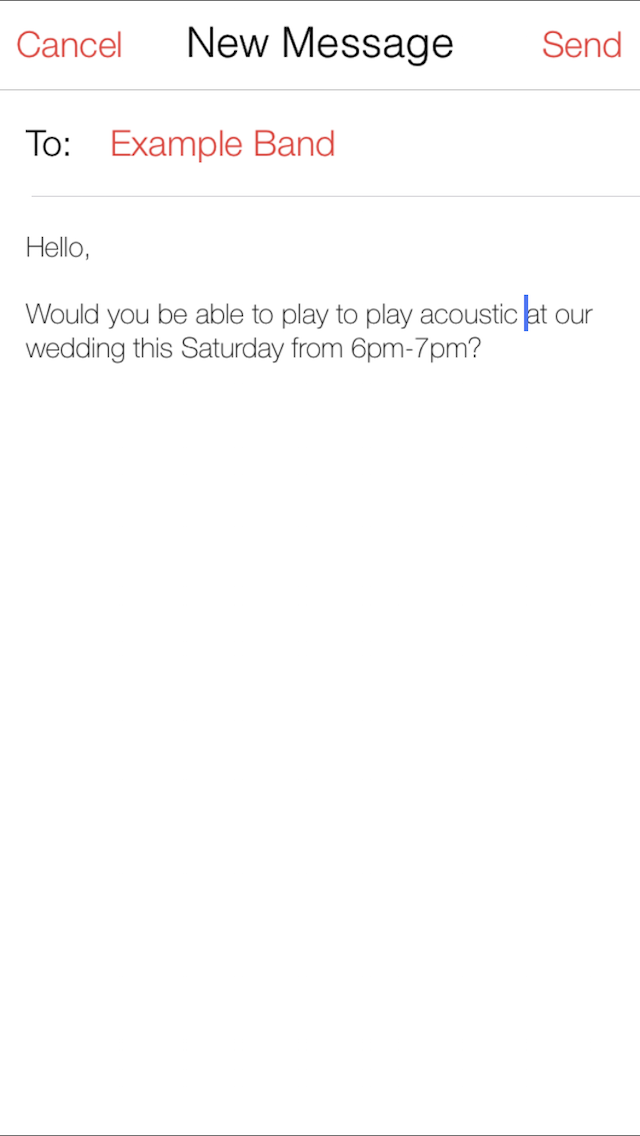 Cancel New Message Send
To: Example Band
Hello,
Would you be able to play to play acoustic at our
wedding this Saturday from 6pm-7pm?